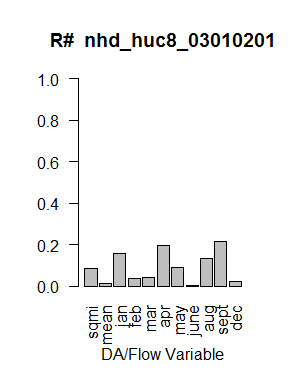 R#  nhd_huc8_03010201
1.0
0.8
0.6
0.4
0.2
0.0
sqmi
mean
jan
feb
mar
apr
may
june
aug
sept
dec
DA/Flow Variable